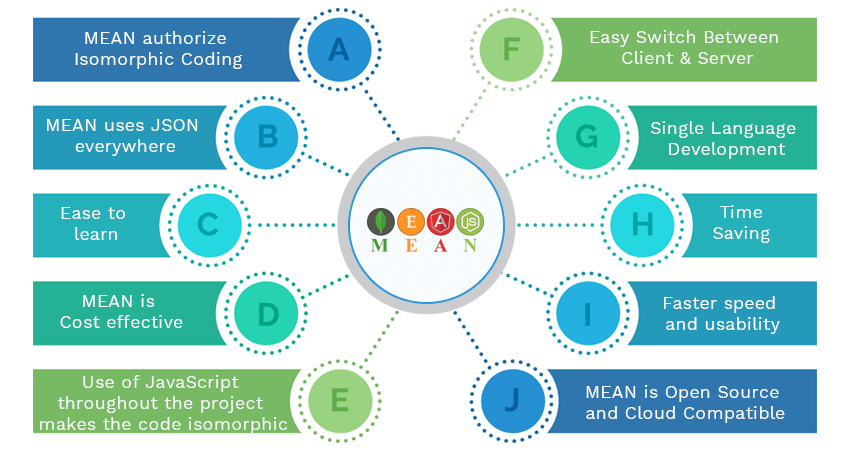 MEAN authorize
Isomorphic Coding
A
MEAN uses JSON
everywhere
B
Ease to
learn
C
MEAN is
Cost effective
D
Use of JavaScript
throughout the project
makes the code isomorphic
E
E A JS
M E A N
F
Easy Switch Between
Client & Server
G
Single Language
Development
H
Time
Saving
I
Faster speed
and usability
J
MEAN is Open Source
and Cloud Compatible